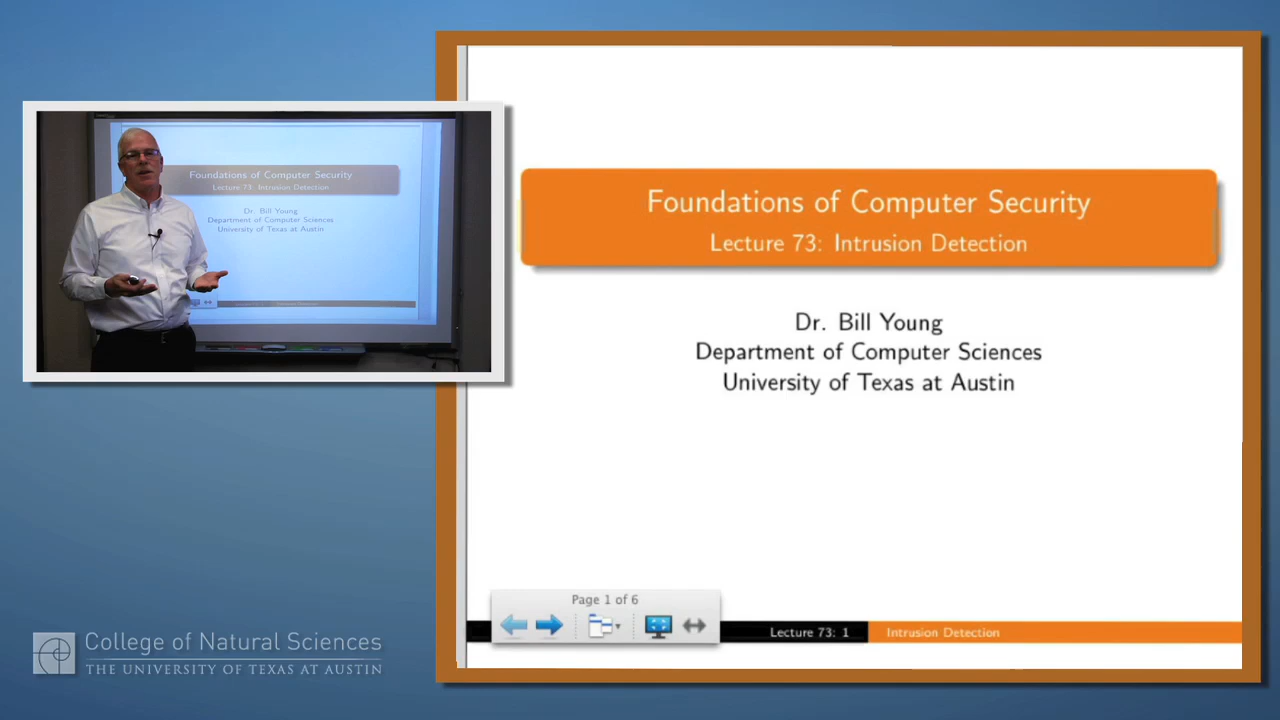 Foundations of Computer Security
Lecture 73: Intrusion Detection
Dr. Bill Young
Department of Computer Sciences
University of Texas at Austin
Foundations of Computer Security
Lecture 73: Intrusion Detection
Dr. Bill Young
Department of Computer Sciences
University of Texas at Austin
Page 1 of 6
Lecture 73: 1
Intrusion Detection
College of Natural Sciences
THE UNIVERSITY OF TEXAS AT AUSTIN